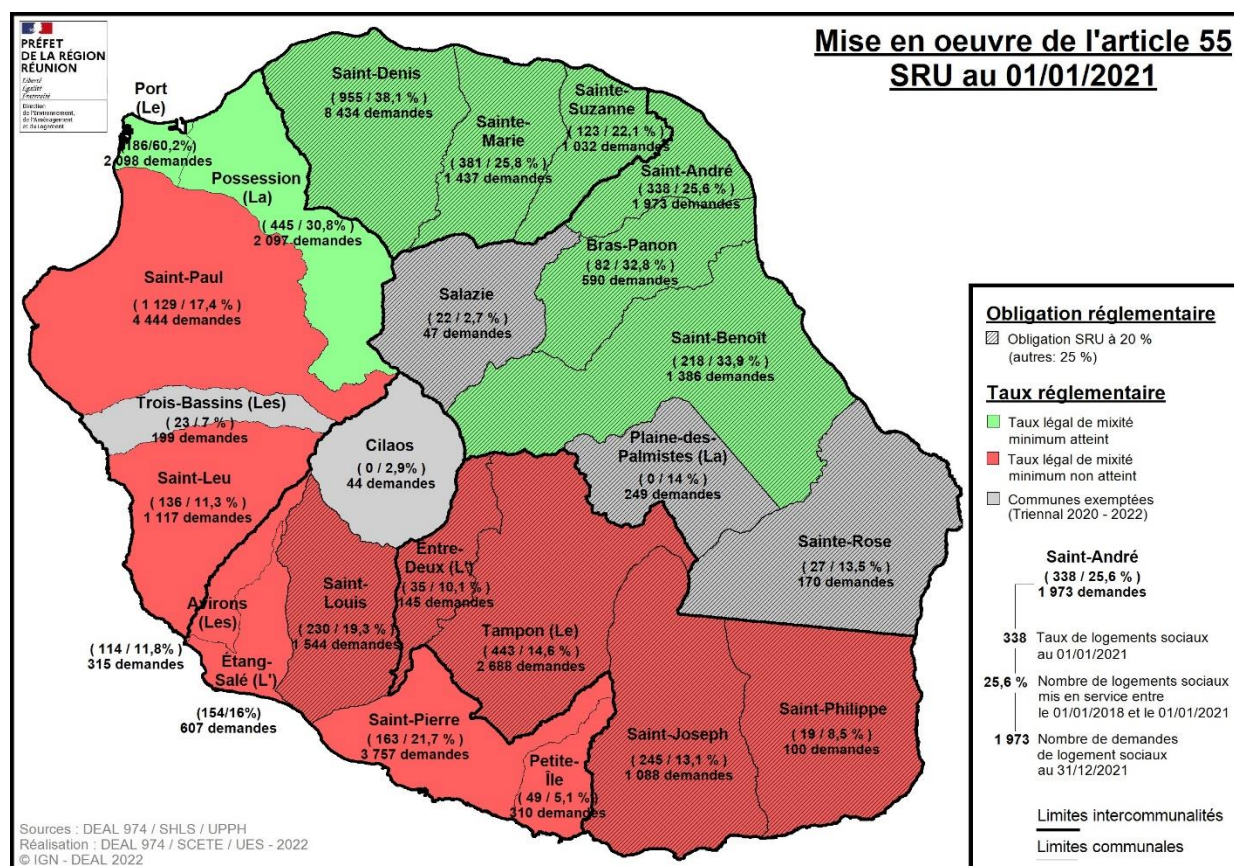 PRÉFET
DE LA RÉGION
RÉUNION
Liberté
Égalité
Fraternité
Direction
de l'Environnement,
de l'Aménagement
et du Logement
Mise en oeuvre de l'article 55
SRU au 01/01/2021
Port
(Le)
(186/60,2%)
2 098 demandes
Saint-Denis
( 955 / 38,1 % )
8 434 demandes
Sainte-
Marie
( 381 / 25,8 % )
1 437 demandes
Sainte-
Suzanne
( 123 / 22,1 % )
1 032 demandes
Saint-André
( 338 / 25,6 % )
1 973 demandes
Possession
(La)
( 445 / 30,8% )
2 097 demandes
Bras-Panon
( 82 / 32,8 % )
590 demandes
Saint-Paul
( 1 129 / 17,4 % )
4 444 demandes
Salazie
( 22 / 2,7 % )
47 demandes
Saint-Benoît
( 218 / 33,9 % )
1 386 demandes
Trois-Bassins (Les)
( 23 / 7 % )
199 demandes
Cilaos
( 0 / 2,9% )
44 demandes
Plaine-des-
Palmistes (La)
( 0 / 14 % )
249 demandes
Saint-Leu
( 136 / 11,3 % )
1 117 demandes
Sainte-Rose
( 27 / 13,5 % )
170 demandes
Entre-
Deux (L')
( 35 / 10,1 % )
145 demandes
Saint-
Louis
( 230 / 19,3 % )
1 544 demandes
Avirons
(Les)
( 114 / 11,8% )
315 demandes
Tampon (Le)
( 443 / 14,6 % )
2 688 demandes
Étang-
Salé (L')
(154/16%)
607 demandes
Saint-Pierre
( 163 / 21,7 % )
3 757 demandes
Petite-
Île
( 49 / 5,1 % )
310 demandes
Saint-Joseph
( 245 / 13,1 % )
1 088 demandes
Saint-Philippe
( 19 / 8,5 % )
100 demandes
Obligation réglementaire
Obligation SRU à 20 %
(autres: 25 %)
Taux réglementaire
Taux légal de mixité
minimum atteint
Taux légal de mixité
minimum non atteint
Communes exemptées
(Triennal 2020 - 2022)
Saint-André
( 338 / 25,6 % )
1 973 demandes
338 Taux de logements sociaux
au 01/01/2021
25,6 % Nombre de logements sociaux
mis en service entre
le 01/01/2018 et le 01/01/2021
1 973 Nombre de demandes
de logement sociaux
au 31/12/2021
Limites intercommunalités
Limites communales
Sources : DEAL 974 / SHLS / UPPH
Réalisation : DEAL 974 / SCETE / UES - 2022
© IGN - DEAL 2022